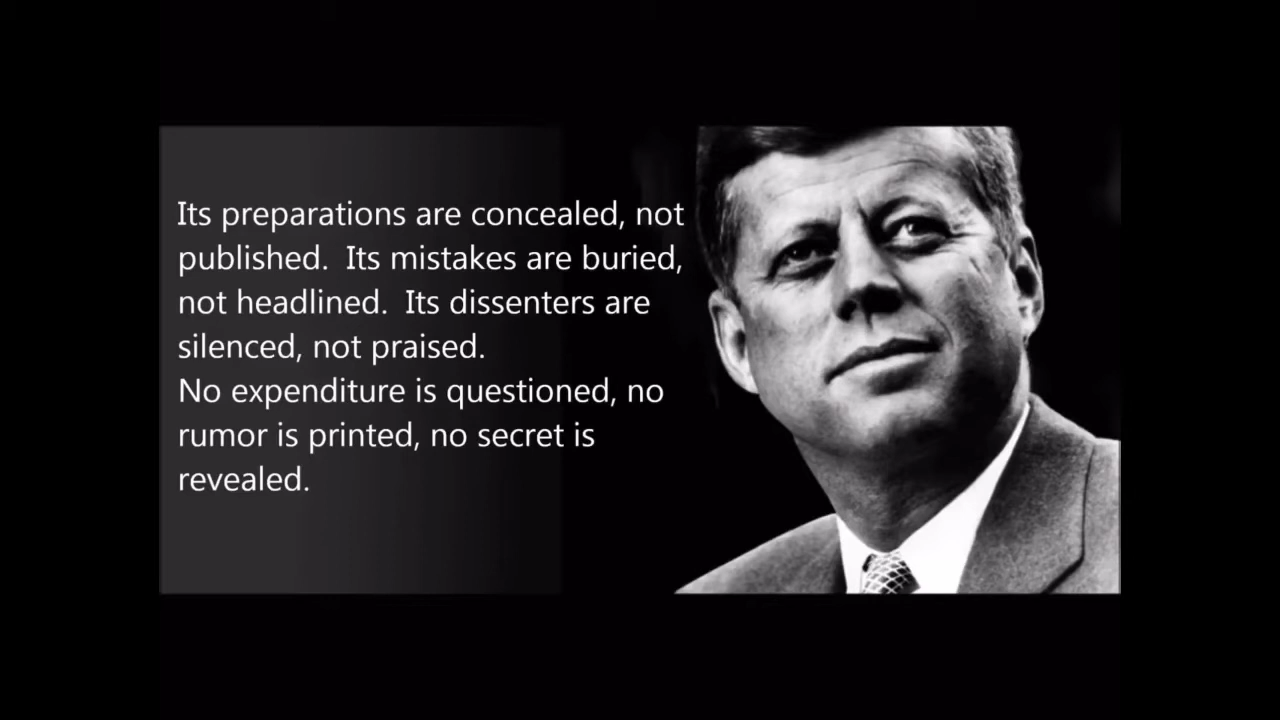 Its preparations are concealed, not
published.  Its mistakes are buried,
not headlined.  Its dissenters are
silenced, not praised.
No expenditure is questioned, no
rumor is printed, no secret is
revealed.